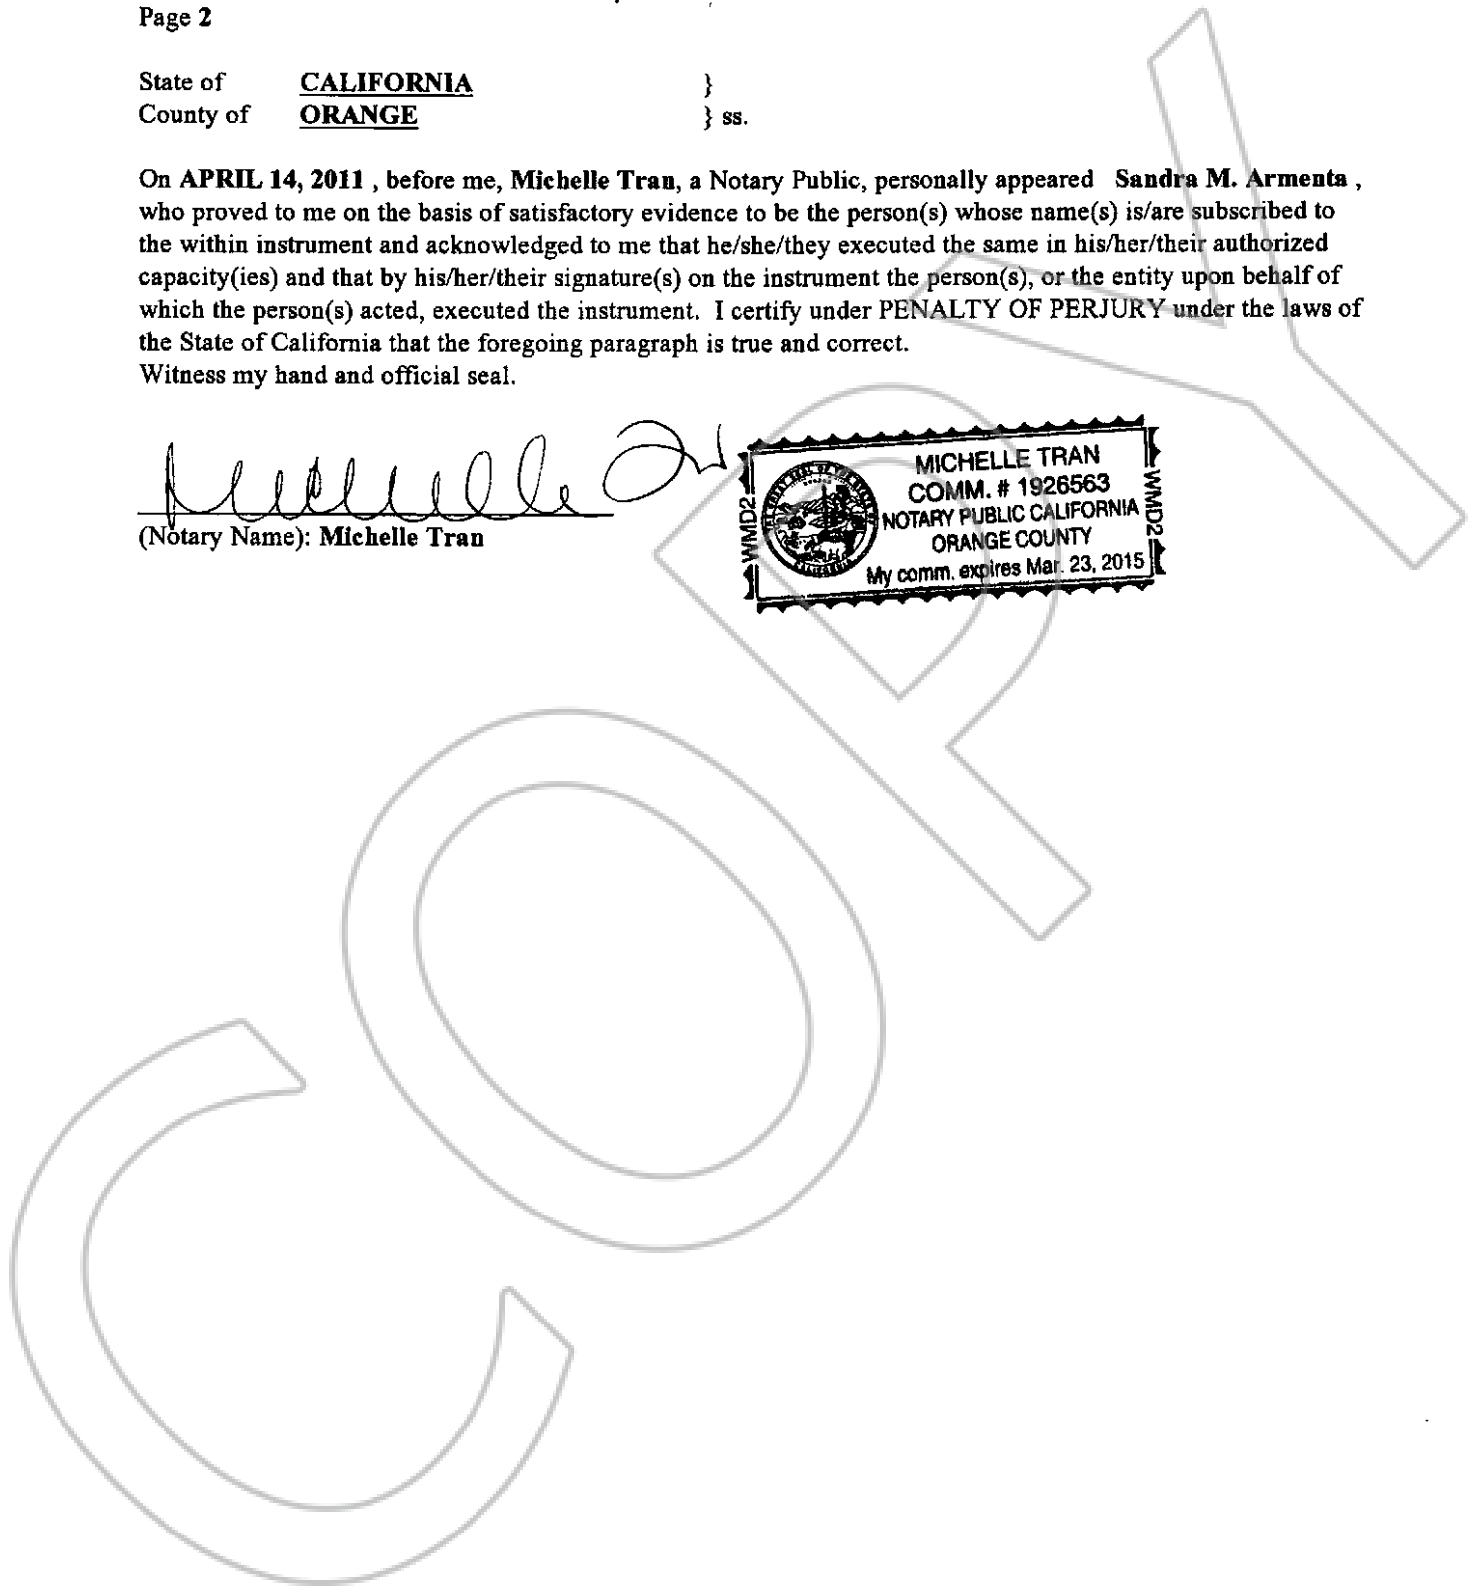 Page 2
State of CALIFORNIA }
County of ORANGE } ss.
On APRIL 14, 2011 , before me, Michelle Tran, a Notary Public, personally appeared Sandra M. Armenta ,
who proved to me on the basis of satisfactory evidence to be the person(s) whose name(s) is/are subscribed to
the within instrument and acknowledged to me that he/she/they executed the same in his/her/their authorized
capacity(ies) and that by his/her/their signature(s) on the instrument the person(s), or the entity upon behalf of
which the person(s) acted, executed the instrument. I certify under PENALTY OF PERJURY under the laws of
the State of California that the foregoing paragraph is true and correct.
Witness my hand and official seal.
Michelle Tran
(Notary Name): Michelle Tran
WMD2
MICHELLE TRAN
COMM. # 1926563
NOTARY PUBLIC CALIFORNIA
ORANGE COUNTY
My comm. expires Mar. 23, 2015
WMD2
COPY